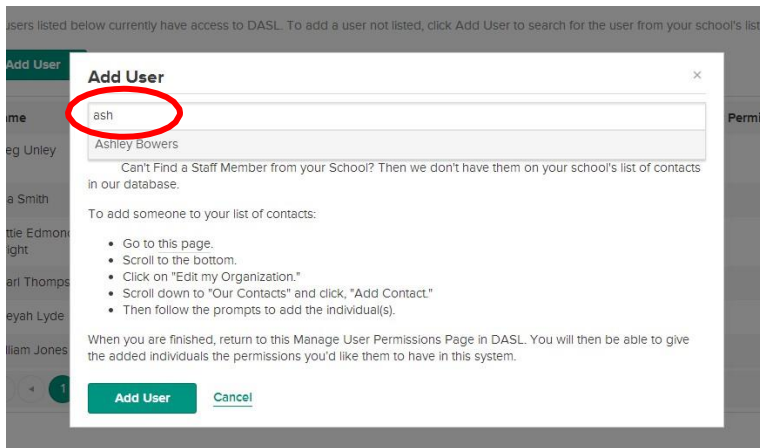 users listed below currently have access to DASL. To add a user not listed, click Add User to search for the user from your school's list
Add User
Add User ×
ash
Ashley Bowers
Can't Find a Staff Member from your School? Then we don't have them on your school's list of contacts
in our database.
To add someone to your list of contacts:
• Go to this page.
• Scroll to the bottom.
• Click on "Edit my Organization."
• Scroll down to "Our Contacts" and click, "Add Contact."
• Then follow the prompts to add the individual(s).
When you are finished, return to this Manage User Permissions Page in DASL. You will then be able to give
the added individuals the permissions you'd like them to have in this system.
Add User Cancel
me
Permi
eg Unley
a Smith
ttie Edmon
ight
arl Thomps
eyah Lyde
lliam Jones
1